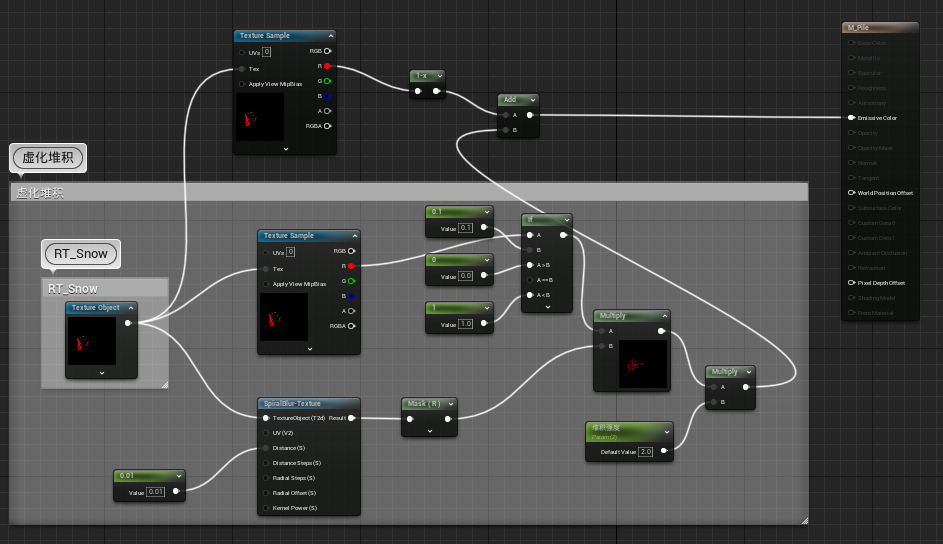 Texture Sample
UVs 0
Tex
Apply View MipBias
RGB
R
G
B
A
RGBA
1-x
Add
A
B
M_Pile
Base Color
Metallic
Specular
Roughness
Anisotropy
Emissive Color
Opacity
Opacity Mask
Normal
Tangent
World Position Offset
Subsurface Color
Custom Data 0
Custom Data 1
Ambient Occlusion
Refraction
Pixel Depth Offset
Shading Model
Front Material
虚化堆积
虚化堆积
RT_Snow
RT_Snow
Texture Object
Texture Sample
UVs 0
Tex
Apply View MipBias
RGB
R
G
B
A
RGBA
0.1
Value 0.1
0
Value 0.0
1
Value 1.0
If
A
B
A > B
A == B
A < B
Multiply
A
B
Multiply
A
B
SpiralBlur-Texture
TextureObject (T2d) Result
UV (V2)
Distance (S)
Distance Steps (S)
Radial Steps (S)
Radial Offset (S)
Kernel Power (S)
Mask ( R )
堆积强度
Param (2)
Default Value 2.0
0.01
Value 0.01